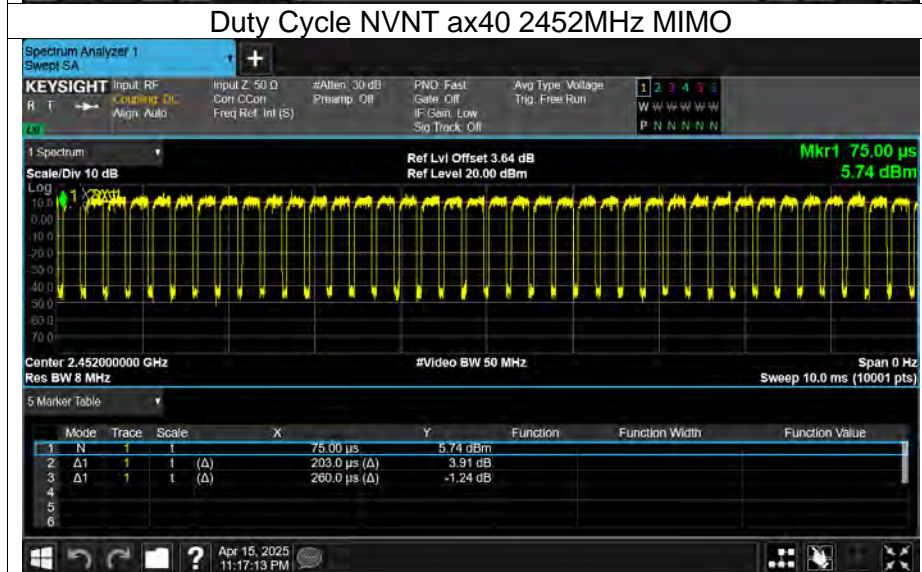 Duty Cycle NVNT ax40 2452MHz MIMO
Spectrum Analyzer 1
Swept SA
+
KEYSIGHT Input: RF Input Z: 50 Ω #Atten: 30 dB PNO: Fast Avg Type: Voltage 1 2 3 4 5 6
R T Coupling: DC Corr CCorr Preamp: Off Gate: Off Trig: Free Run W W W W W W
Align: Auto Freq Ref: Int (S) IF Gain: Low
Sig Track: Off P N N N N N
1 Spectrum Ref Lvl Offset 3.64 dB Mkr1 75.00 µs
Scale/Div 10 dB Ref Level 20.00 dBm 5.74 dBm
Log
10.0
0.00
-10.0
-20.0
-30.0
-40.0
-50.0
-60.0
-70.0
Center 2.452000000 GHz #Video BW 50 MHz Span 0 Hz
Res BW 8 MHz Sweep 10.0 ms (10001 pts)
5 Marker Table
Mode Trace Scale X Y Function Function Width Function Value
1 N 1 t 75.00 µs 5.74 dBm
2 Δ1 1 t (Δ) 203.0 µs (Δ) 3.91 dB
3 Δ1 1 t (Δ) 260.0 µs (Δ) -1.24 dB
4
5
6
? Apr 15, 2025
11:17:13 PM